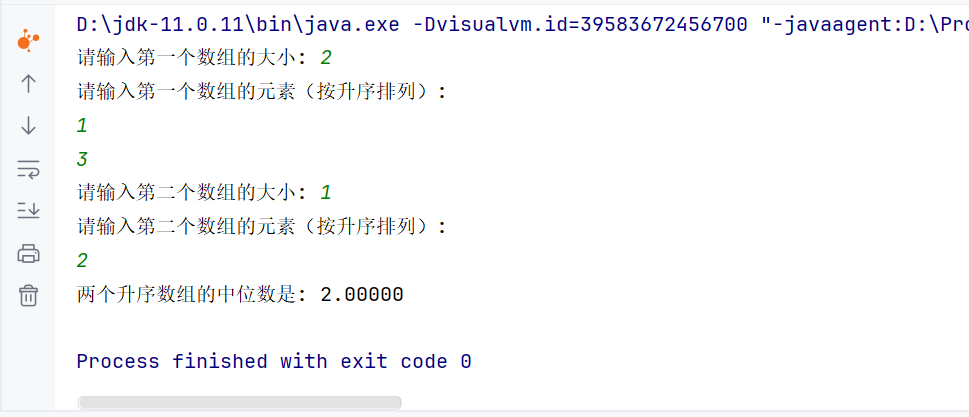 D:\jdk-11.0.11\bin\java.exe -Dvisualvm.id=39583672456700 "-javaagent:D:\Pro
请输入第一个数组的大小: 2
请输入第一个数组的元素（按升序排列）:
1
3
请输入第二个数组的大小: 1
请输入第二个数组的元素（按升序排列）:
2
两个升序数组的中位数是: 2.00000
Process finished with exit code 0